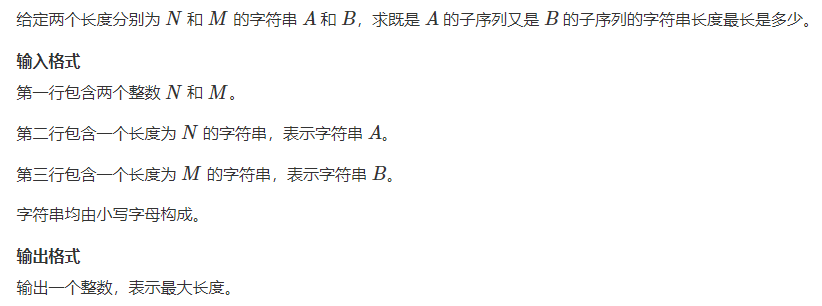 给定两个长度分别为 N 和 M 的字符串 A 和 B，求既是 A 的子序列又是 B 的子序列的字符串长度最长是多少。
输入格式
第一行包含两个整数 N 和 M。
第二行包含一个长度为 N 的字符串，表示字符串 A。
第三行包含一个长度为 M 的字符串，表示字符串 B。
字符串均由小写字母构成。
输出格式
输出一个整数，表示最大长度。